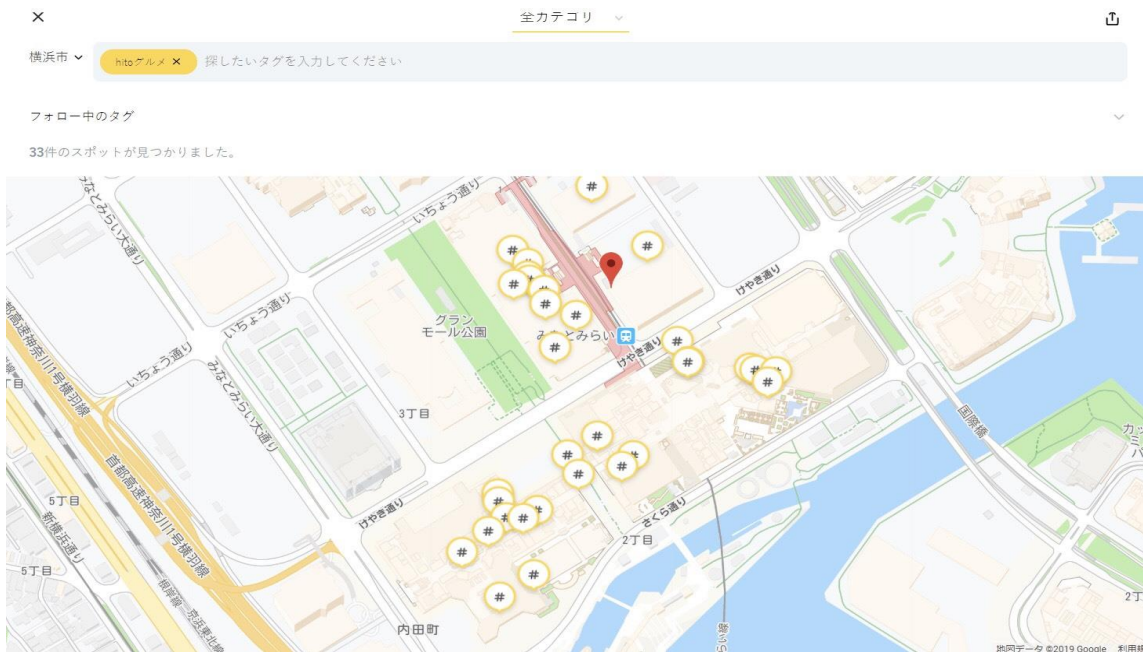 全カテゴリ
横浜市
hitoグルメ ×
探したいタグを入力してください
フォロー中のタグ
33件のスポットが見つかりました。
みなとみらい大通り
いちょう通り
いちょう通り
いちょう通り
みなとみらい大通り
グラン
モール公園
みなとみらい
けやき通り
けやき通り
けやき通り
3丁目
国際橋
首都高速神奈川1号横羽線
首都高速神奈川1号横羽線
5丁目
新横浜通り
5丁目
根岸線
京浜東北線
さくら通り
2丁目
内田町
地図データ ©2019 Google